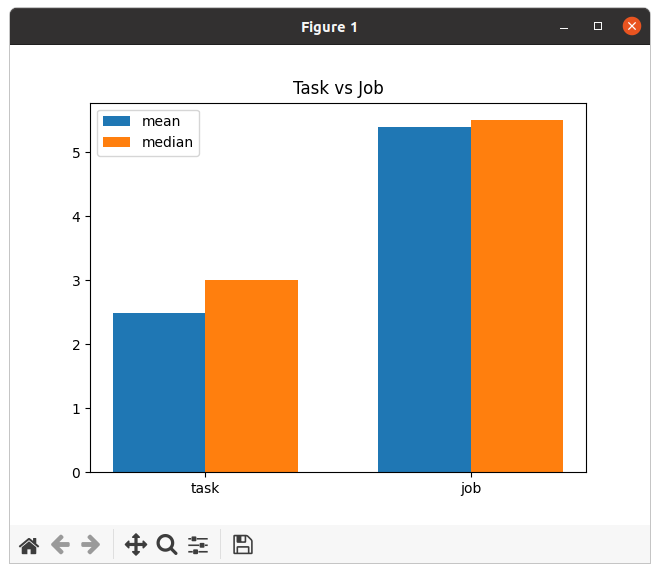 Figure 1
Task vs Job
mean
median
5
4
3
2
1
0
task
job